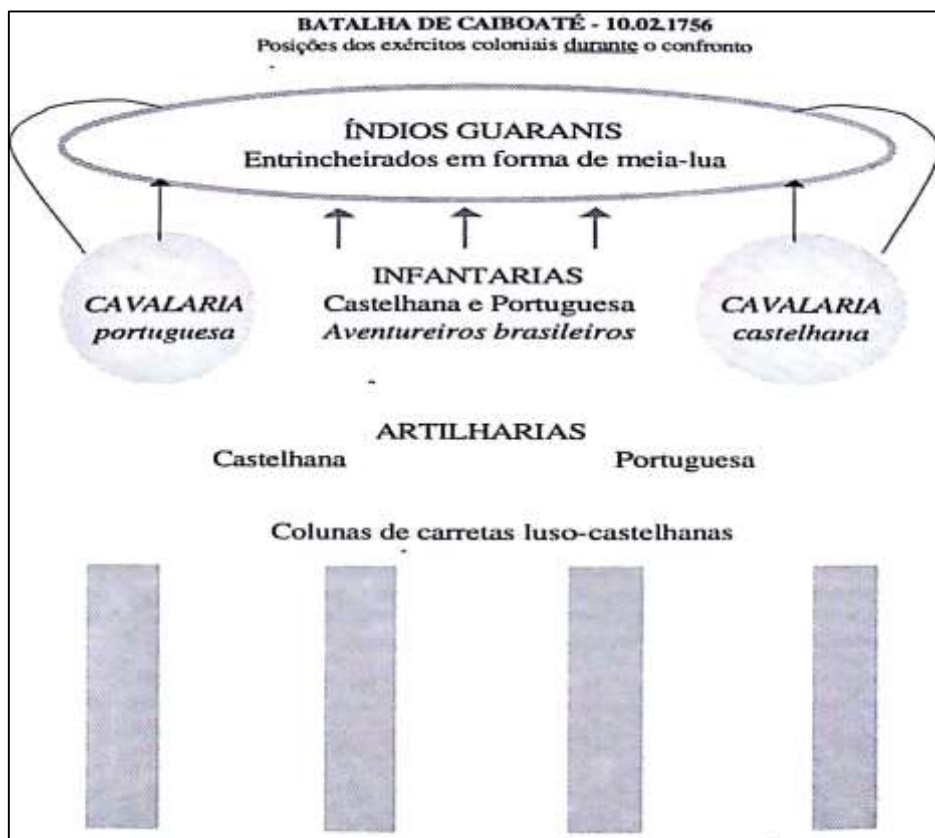 BATALHA DE CAIBOATÉ - 10.02.1756
Posições dos exércitos coloniais durante o confronto
ÍNDIOS GUARANIS
Entrincheirados em forma de meia-lua
CAVALARIA
portuguesa
INFANTARIAS
Castelhana e Portuguesa
Aventureiros brasileiros
CAVALARIA
castelhana
ARTILHARIAS
Castelhana Portuguesa
Colunas de carretas luso-castelhanas